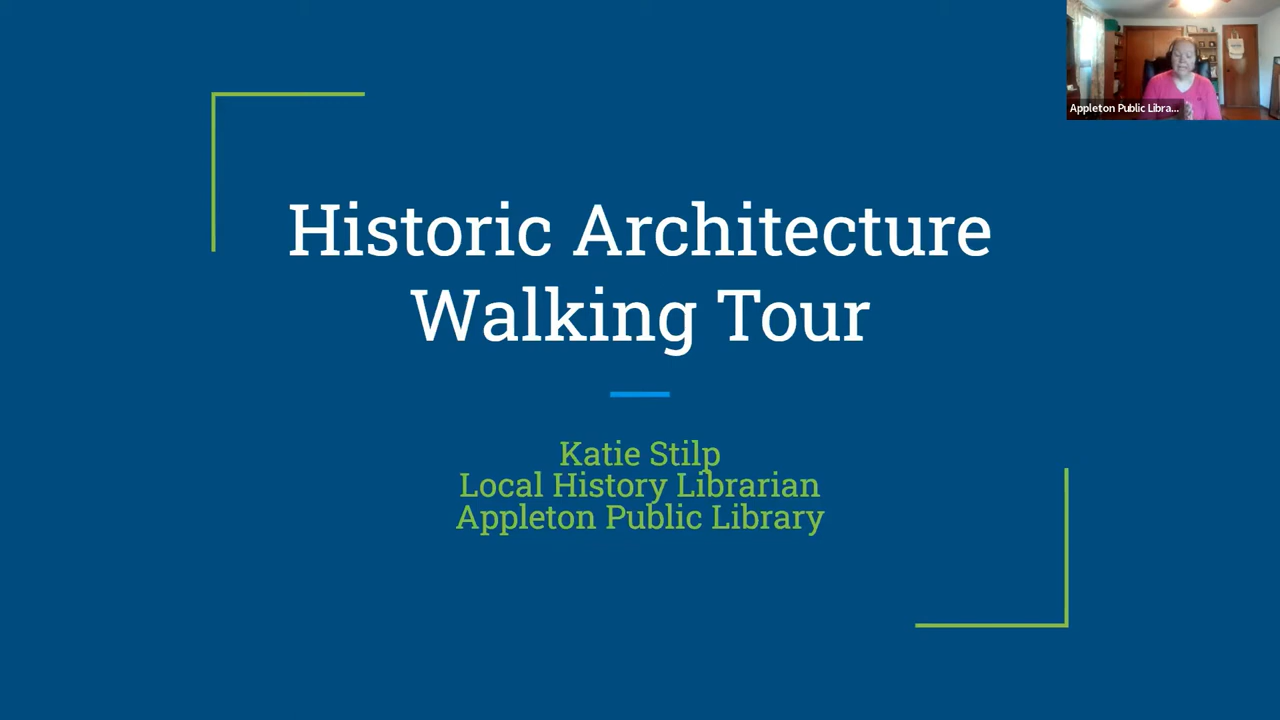 Appleton Public Libra...
Historic Architecture
Walking Tour
Katie Stilp
Local History Librarian
Appleton Public Library